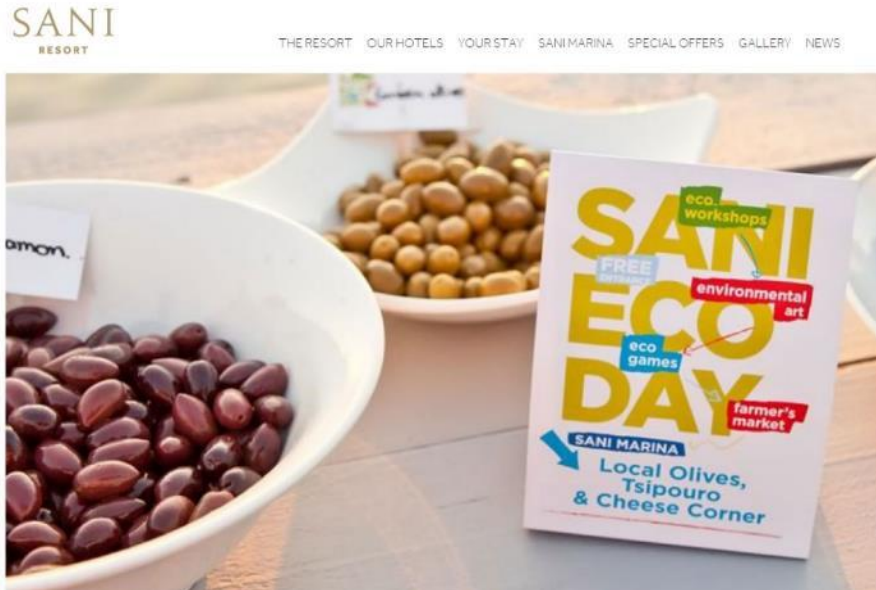 SANI
RESORT
THE RESORT OUR HOTELS YOUR STAY SANI MARINA SPECIAL OFFERS GALLERY NEWS
amon.
SANI
eco
workshops
FREE
ENTRANCE
environmental
art
ECO
eco
games
DAY
farmer's
market
SANI MARINA
Local Olives,
Tsipouro
& Cheese Corner